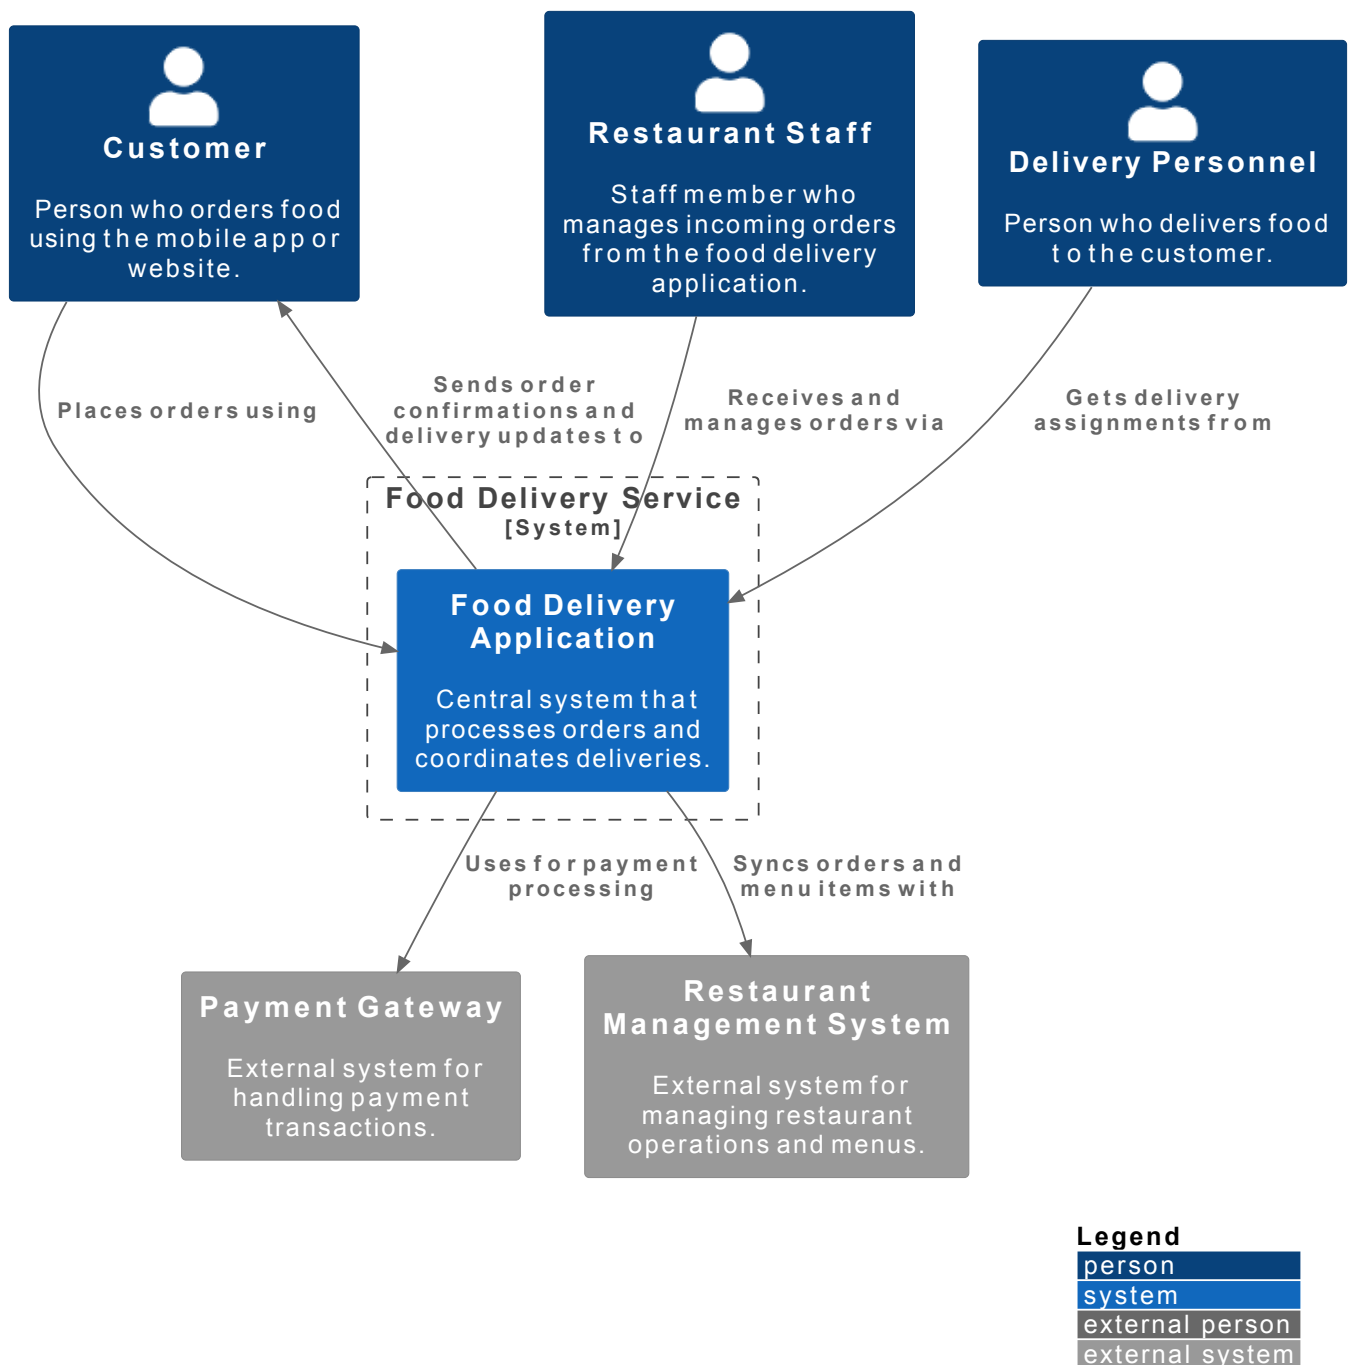 Customer
Person who orders food
using the mobile app or
website.
Restaurant Staff
Staff member who
manages incoming orders
from the food delivery
application.
Delivery Personnel
Person who delivers food
to the customer.
Places orders using
Sends order
confirmations and
delivery updates to
Receives and
manages orders via
Gets delivery
assignments from
Food Delivery Service
[System]
Food Delivery
Application
Central system that
processes orders and
coordinates deliveries.
Uses for payment
processing
Syncs orders and
menu items with
Payment Gateway
External system for
handling payment
transactions.
Restaurant
Management System
External system for
managing restaurant
operations and menus.
Legend
person
system
external person
external system